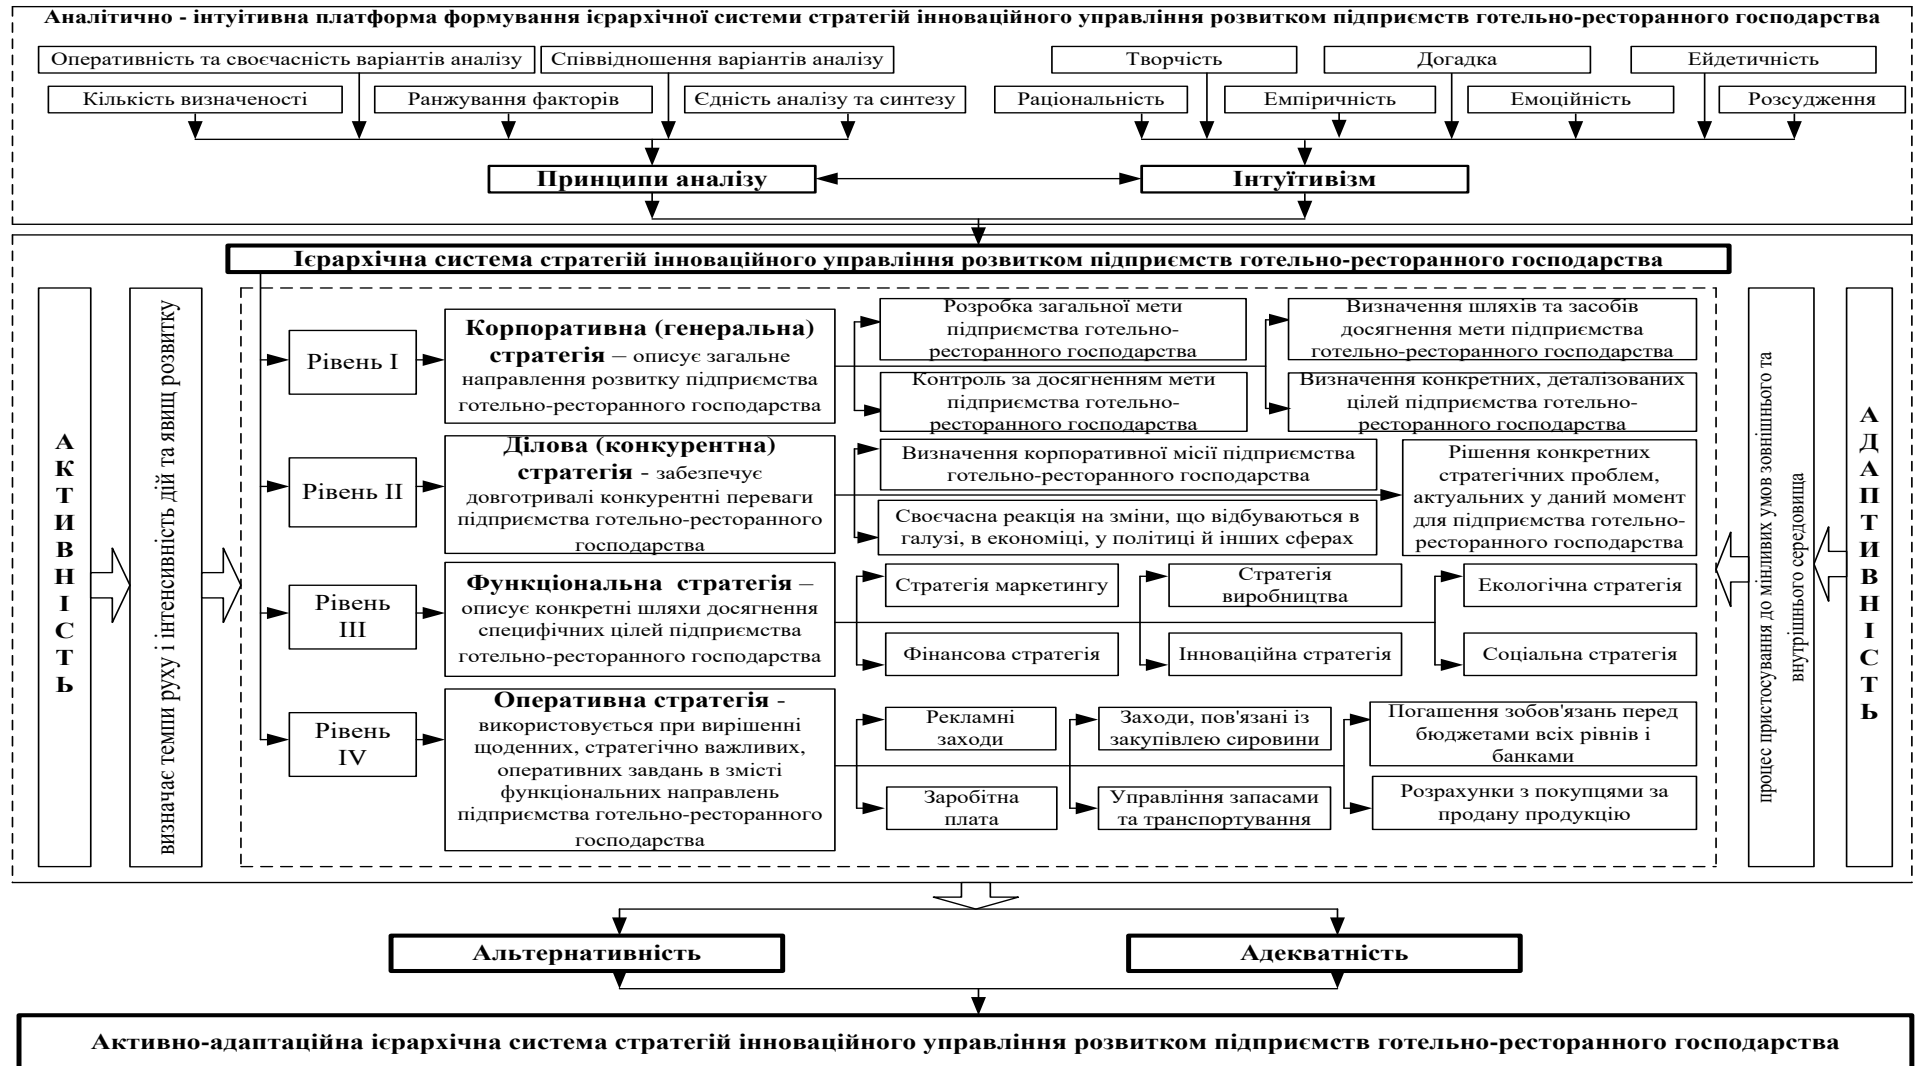 Аналітично - інтуітивна платформа формування ієрархічної системи стратегій інноваційного управління розвитком підприємств готельно-ресторанного господарства
Оперативність та своєчасність варіантів аналізу
Співвідношення варіантів аналізу
Творчість
Догадка
Ейдетичність
Кількість визначеності
Ранжування факторів
Єдність аналізу та синтезу
Раціональність
Емпіричність
Емоційність
Розсудження
Принципи аналізу
Інтуїтивізм
Ієрархічна система стратегій інноваційного управління розвитком підприємств готельно-ресторанного господарства
АКТИВНІСТЬ
визначає темпи руху і інтенсивність дій та явищ розвитку
Рівень I
Корпоративна (генеральна)
стратегія – описує загальне
направлення розвитку підприємства
готельно-ресторанного господарства
Розробка загальної мети
підприємства готельно-
ресторанного господарства
Визначення шляхів та засобів
досягнення мети підприємства
готельно-ресторанного господарства
Контроль за досягненням мети
підприємства готельно-
ресторанного господарства
Визначення конкретних, деталізованих
цілей підприємства готельно-
ресторанного господарства
Рівень II
Ділова (конкурентна)
стратегія - забезпечує
довготривалі конкурентні переваги
підприємства готельно-ресторанного
господарства
Визначення корпоративної місії підприємства
готельно-ресторанного господарства
Своєчасна реакція на зміни, що відбуваються в
галузі, в економіці, у політиці й інших сферах
Рішення конкретних
стратегічних проблем,
актуальних у даний момент
для підприємства готельно-
ресторанного господарства
Рівень
III
Функціональна стратегія –
описує конкретні шляхи досягнення
специфічних цілей підприємства
готельно-ресторанного господарства
Стратегія маркетингу
Стратегія
виробництва
Екологічна стратегія
Фінансова стратегія
Інноваційна стратегія
Соціальна стратегія
Рівень
IV
Оперативна стратегія -
використовується при вирішенні
щоденних, стратегічно важливих,
оперативних завдань в змісті
функціональних направлень
підприємства готельно-ресторанного
господарства
Рекламні
заходи
Заходи, пов'язані із
закупівлею сировини
Погашення зобов'язань перед
бюджетами всіх рівнів і
банками
Заробітна
плата
Управління запасами
та транспортування
Розрахунки з покупцями за
продану продукцію
процес пристосування до мінливих умов зовнішнього та
внутрішнього середовища
АДАПТИВНІСТЬ
Альтернативність
Адекватність
Активно-адаптаційна ієрархічна система стратегій інноваційного управління розвитком підприємств готельно-ресторанного господарства